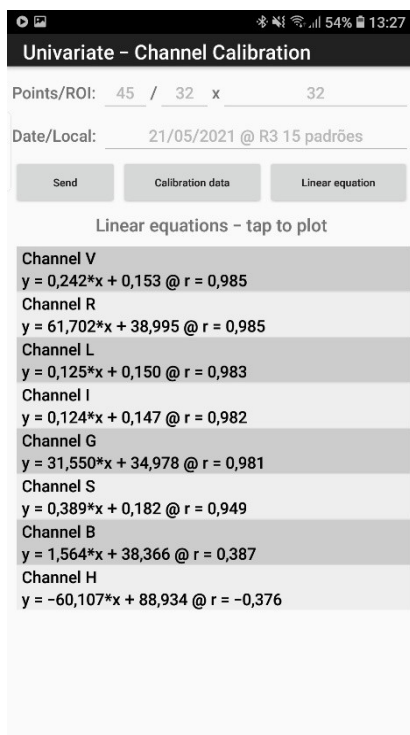 54% 13:27
Univariate – Channel Calibration
Points/ROI: 45 / 32 x 32
Date/Local: 21/05/2021 @ R3 15 padrões
Send Calibration data Linear equation
Linear equations – tap to plot
Channel V
y = 0,242*x + 0,153 @ r = 0,985
Channel R
y = 61,702*x + 38,995 @ r = 0,985
Channel L
y = 0,125*x + 0,150 @ r = 0,983
Channel I
y = 0,124*x + 0,147 @ r = 0,982
Channel G
y = 31,550*x + 34,978 @ r = 0,981
Channel S
y = 0,389*x + 0,182 @ r = 0,949
Channel B
y = 1,564*x + 38,366 @ r = 0,387
Channel H
y = −60,107*x + 88,934 @ r = −0,376